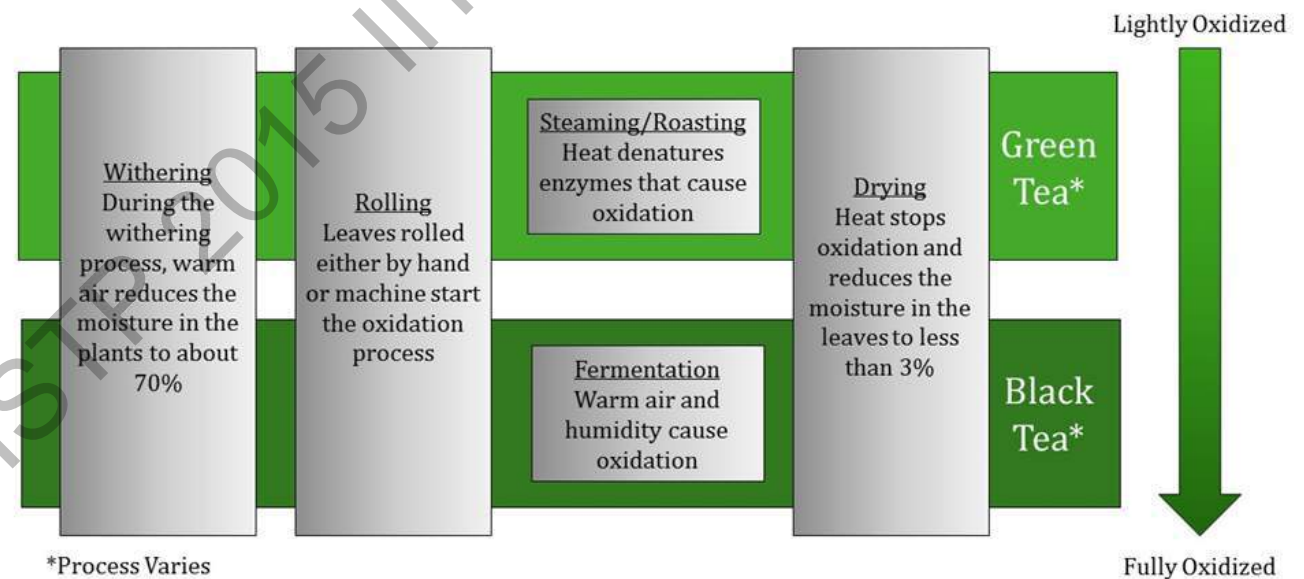 Lightly Oxidized
Withering
During the
withering
process, warm
air reduces the
moisture in the
plants to about
70%
Rolling
Leaves rolled
either by hand
or machine start
the oxidation
process
Steaming/Roasting
Heat denatures
enzymes that cause
oxidation
Fermentation
Warm air and
humidity cause
oxidation
Drying
Heat stops
oxidation and
reduces the
moisture in the
leaves to less
than 3%
Green
Tea*
Black
Tea*
*Process Varies
Fully Oxidized
2015